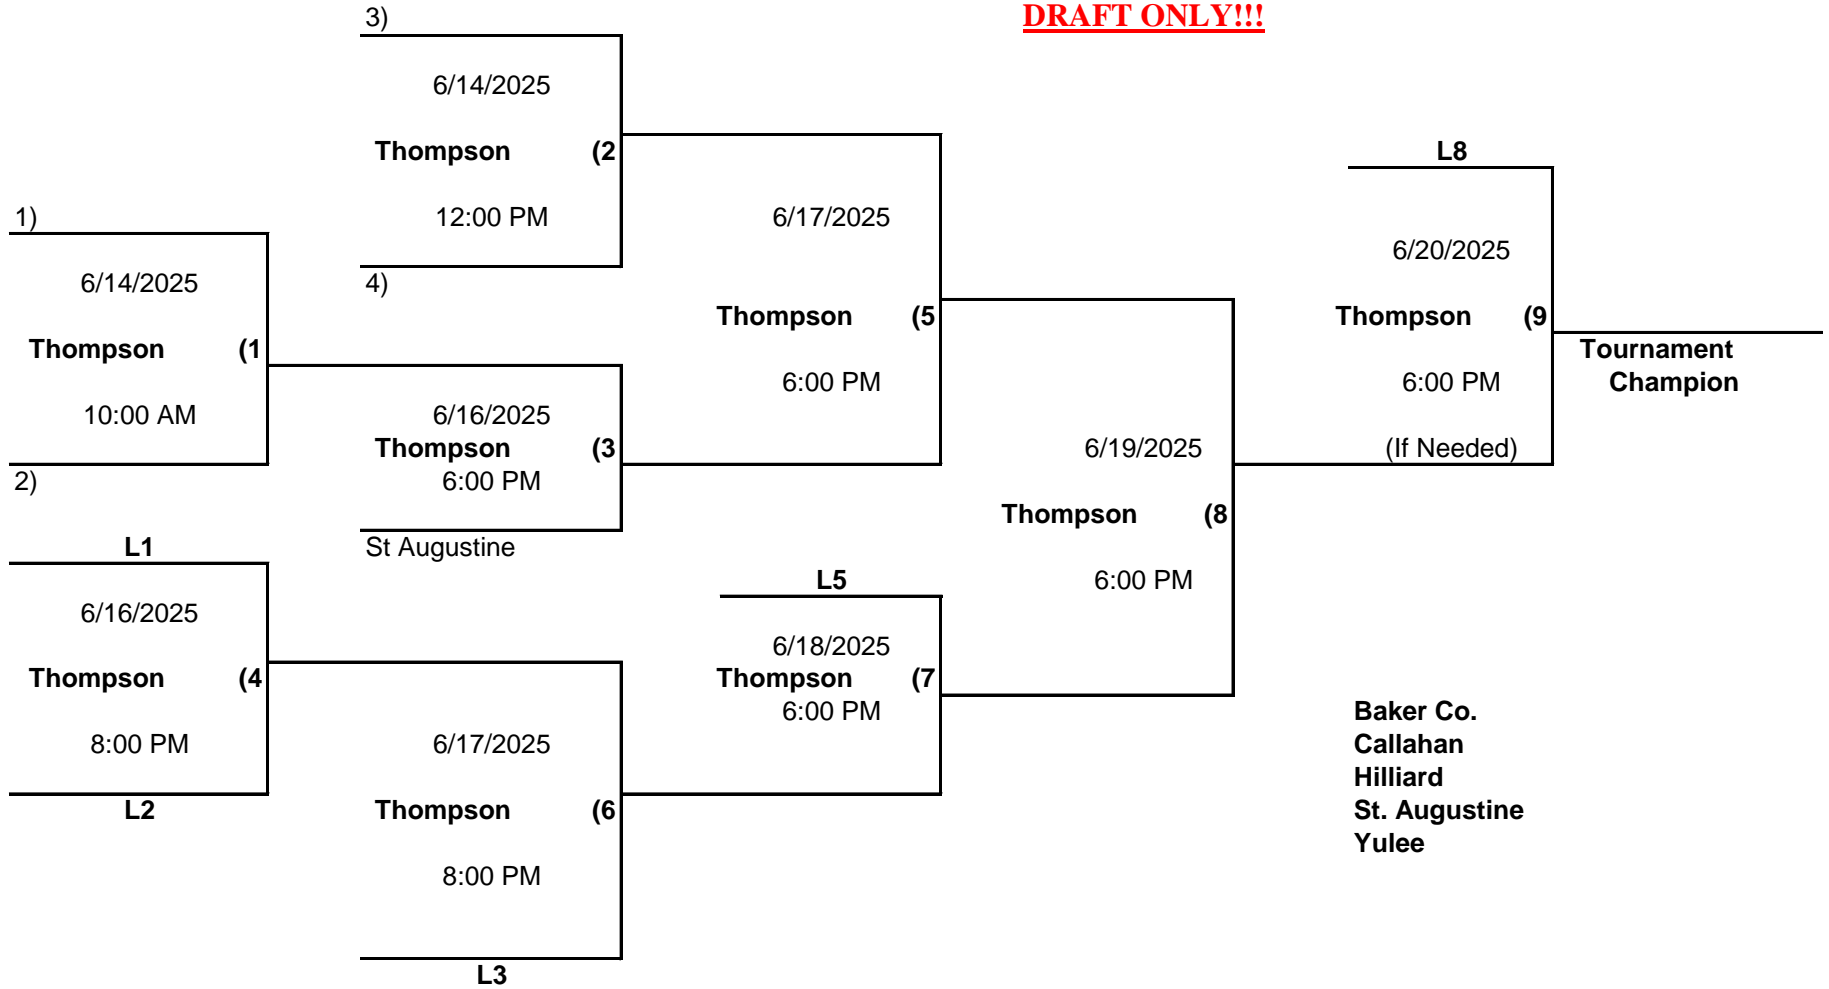 DRAFT ONLY!!!
3)
6/14/2025
Thompson (2
12:00 PM
4)
1)
6/14/2025
Thompson (1
10:00 AM
2)
6/16/2025
Thompson (3
6:00 PM
St Augustine
L1
6/16/2025
Thompson (4
8:00 PM
L2
6/17/2025
Thompson (6
8:00 PM
L3
6/17/2025
Thompson (5
6:00 PM
L5
6/18/2025
Thompson (7
6:00 PM
6/19/2025
Thompson (8
6:00 PM
L8
6/20/2025
Thompson (9
6:00 PM
(If Needed)
Tournament
Champion
Baker Co.
Callahan
Hilliard
St. Augustine
Yulee